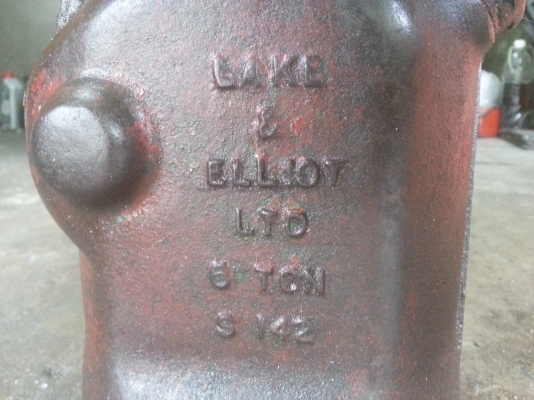 LAKE
&
ELLIOT
LTD
6 TON
S 142